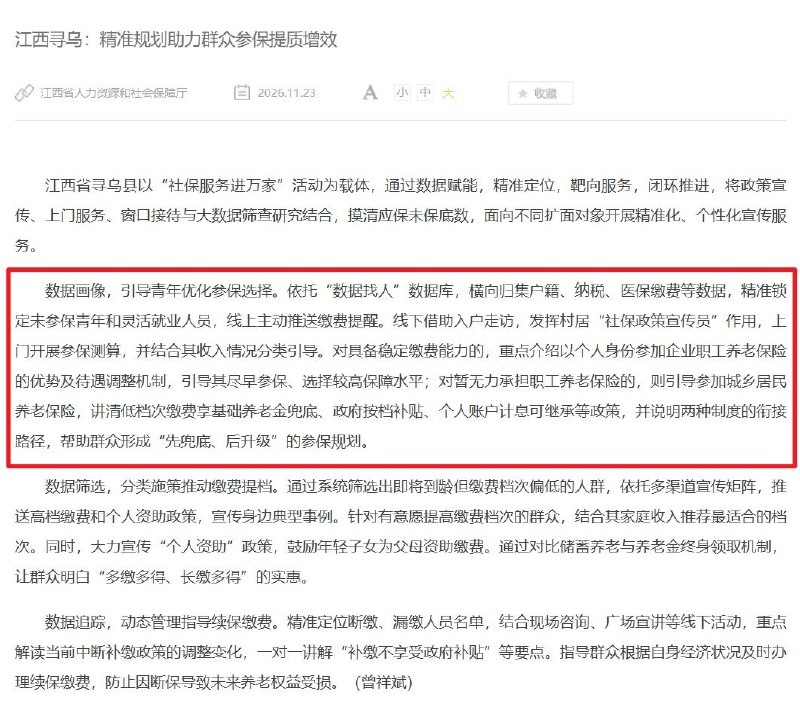 江西寻乌：精准规划助力群众参保提质增效
江西省人力资源和社会保障厅 2026.11.23 A 小 中 大 ★ 收藏
江西省寻乌县以“社保服务进万家”活动为载体，通过数据赋能，精准定位，靶向服务，闭环推进，将政策宣
传、上门服务、窗口接待与大数据筛查研究结合，摸清应保未保底数，面向不同扩面对象开展精准化、个性化宣传服
务。
数据画像，引导青年优化参保选择。依托“数据找人”数据库，横向归集户籍、纳税、医保缴费等数据，精准锁
定未参保青年和灵活就业人员，线上主动推送缴费提醒。线下借助入户走访，发挥村居“社保政策宣传员”作用，上
门开展参保测算，并结合其收入情况分类引导。对具备稳定缴费能力的，重点介绍以个人身份参加企业职工养老保险
的优势及待遇调整机制，引导其尽早参保、选择较高保障水平；对暂无力承担职工养老保险的，则引导参加城乡居民
养老保险，讲清低档次缴费享基础养老金兜底、政府按档补贴、个人账户计息可继承等政策，并说明两种制度的衔接
路径，帮助群众形成“先兜底、后升级”的参保规划。
数据筛选，分类施策推动缴费提档。通过系统筛选出即将到龄但缴费档次偏低的人群，依托多渠道宣传矩阵，推
送高档缴费和个人资助政策，宣传身边典型事例。针对有意愿提高缴费档次的群众，结合其家庭收入推荐最适合的档
次。同时，大力宣传“个人资助”政策，鼓励年轻子女为父母资助缴费。通过对比储蓄养老与养老金终身领取机制，
让群众明白“多缴多得、长缴多得”的实惠。
数据追踪，动态管理指导续保缴费。精准定位断缴、漏缴人员名单，结合现场咨询、广场宣讲等线下活动，重点
解读当前中断补缴政策的调整变化，一对一讲解“补缴不享受政府补贴”等要点。指导群众根据自身经济状况及时办
理续保缴费，防止因断保导致未来养老权益受损。（曾祥斌）